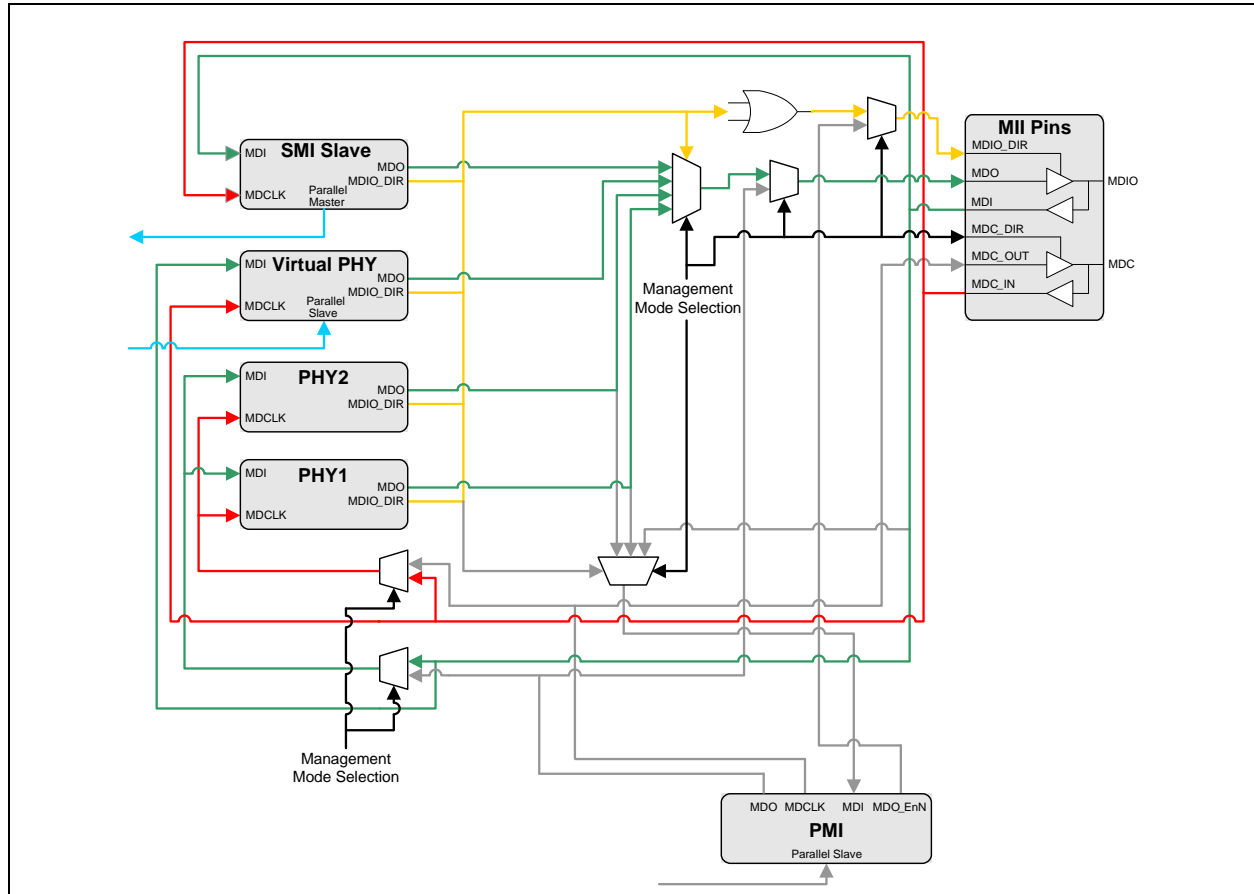 MII Pins
MDIO_DIR
MDO
MDIO
MDI
MDC_DIR
MDC_OUT
MDC
MDC_IN
SMI Slave
MDI
MDO
MDIO_DIR
MDCLK
Parallel
Master
Virtual PHY
MDI
MDO
MDIO_DIR
MDCLK
Parallel
Slave
Management
Mode Selection
PHY2
MDI
MDO
MDIO_DIR
MDCLK
PHY1
MDI
MDO
MDIO_DIR
MDCLK
Management
Mode Selection
MDO MDCLK MDI MDO_EnN
PMI
Parallel Slave